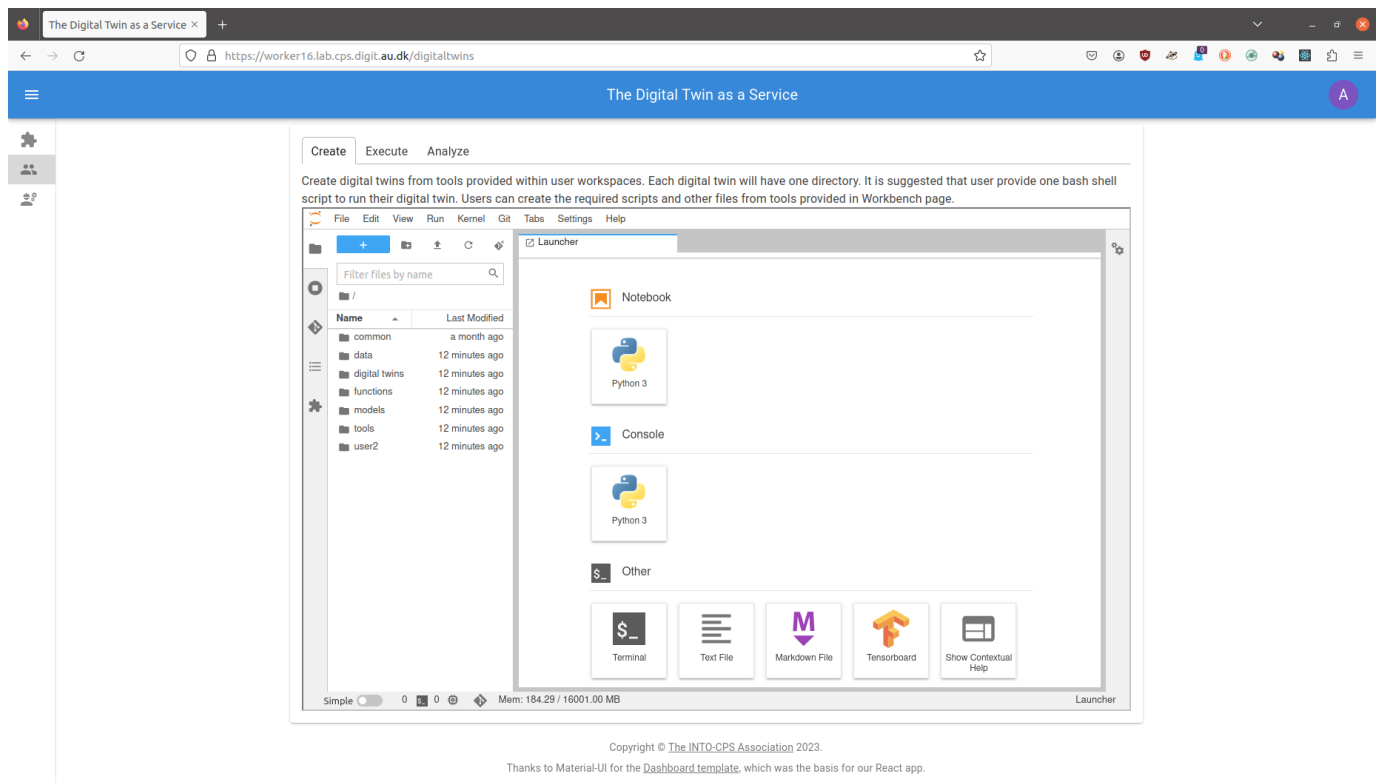 The Digital Twin as a Service
https://worker16.lab.cps.digit.au.dk/digitaltwins
0
The Digital Twin as a Service
A
Create Execute Analyze
Create digital twins from tools provided within user workspaces. Each digital twin will have one directory. It is suggested that user provide one bash shell
script to run their digital twin. Users can create the required scripts and other files from tools provided in Workbench page.
File Edit View Run Kernel Git Tabs Settings Help
Launcher
Filter files by name
/
Name Last Modified
common a month ago
data 12 minutes ago
digital twins 12 minutes ago
functions 12 minutes ago
models 12 minutes ago
tools 12 minutes ago
user2 12 minutes ago
Notebook
Python 3
Console
Python 3
$_ Other
$_
M
Terminal Text File Markdown File Tensorboard Show Contextual
Help
Simple 0 $_ 0 Mem: 184.29 / 16001.00 MB Launcher
Copyright © The INTO-CPS Association 2023.
Thanks to Material-UI for the Dashboard template, which was the basis for our React app.